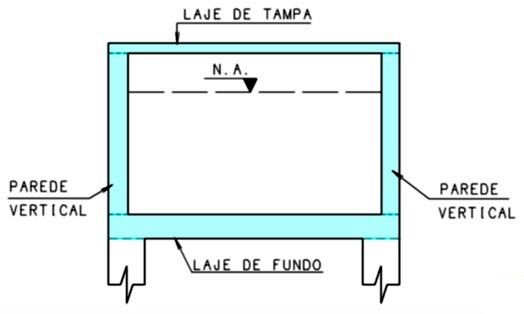 LAJE DE TAMPA
N.A.
PAREDE
VERTICAL
PAREDE
VERTICAL
LAJE DE FUNDO